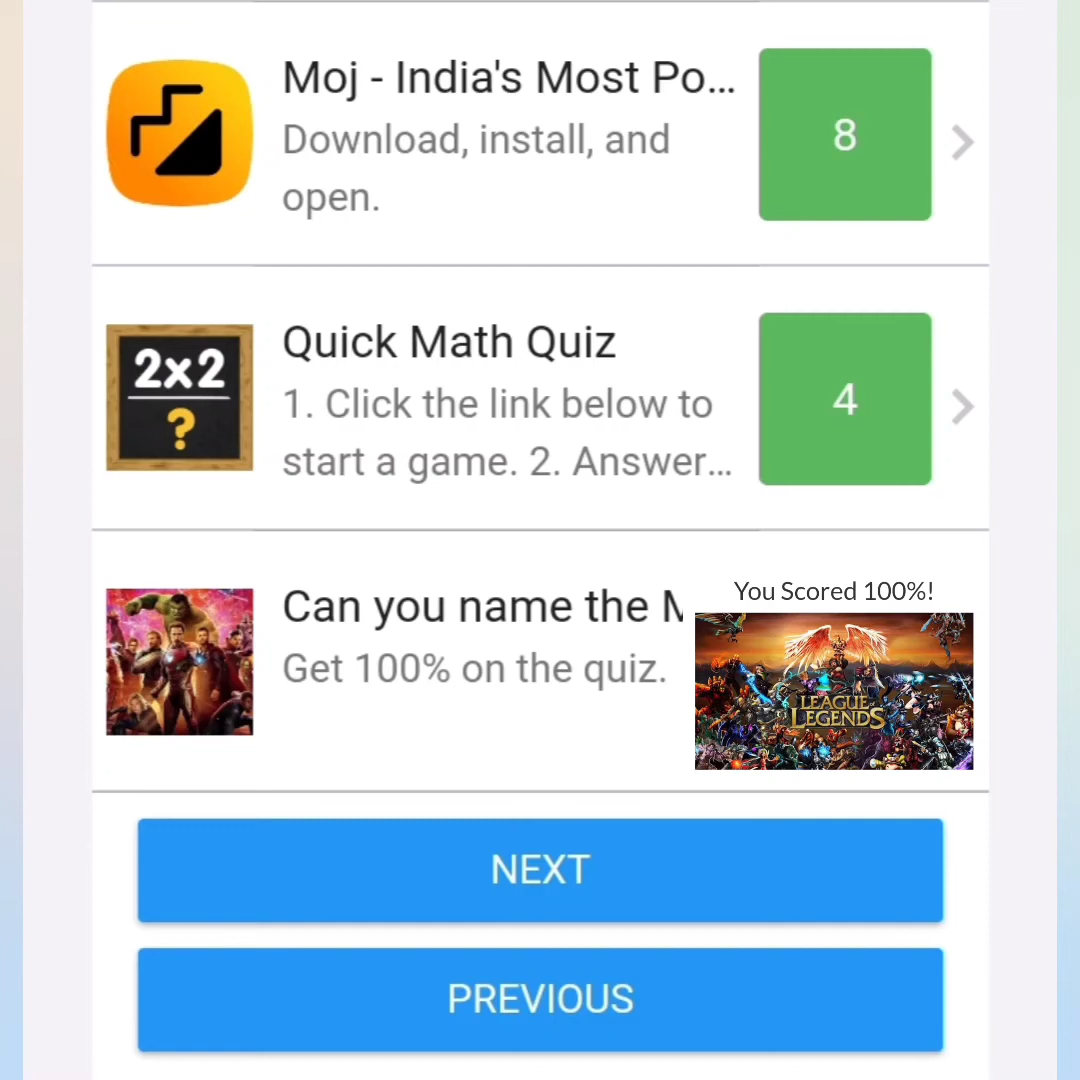 Moj - India's Most Po...
Download, install, and
open.
8
2x2
?
Quick Math Quiz
1. Click the link below to
start a game. 2. Answer...
4
Can you name the M
Get 100% on the quiz.
You Scored 100%!
LEAGUE
LEGENDS
NEXT
PREVIOUS